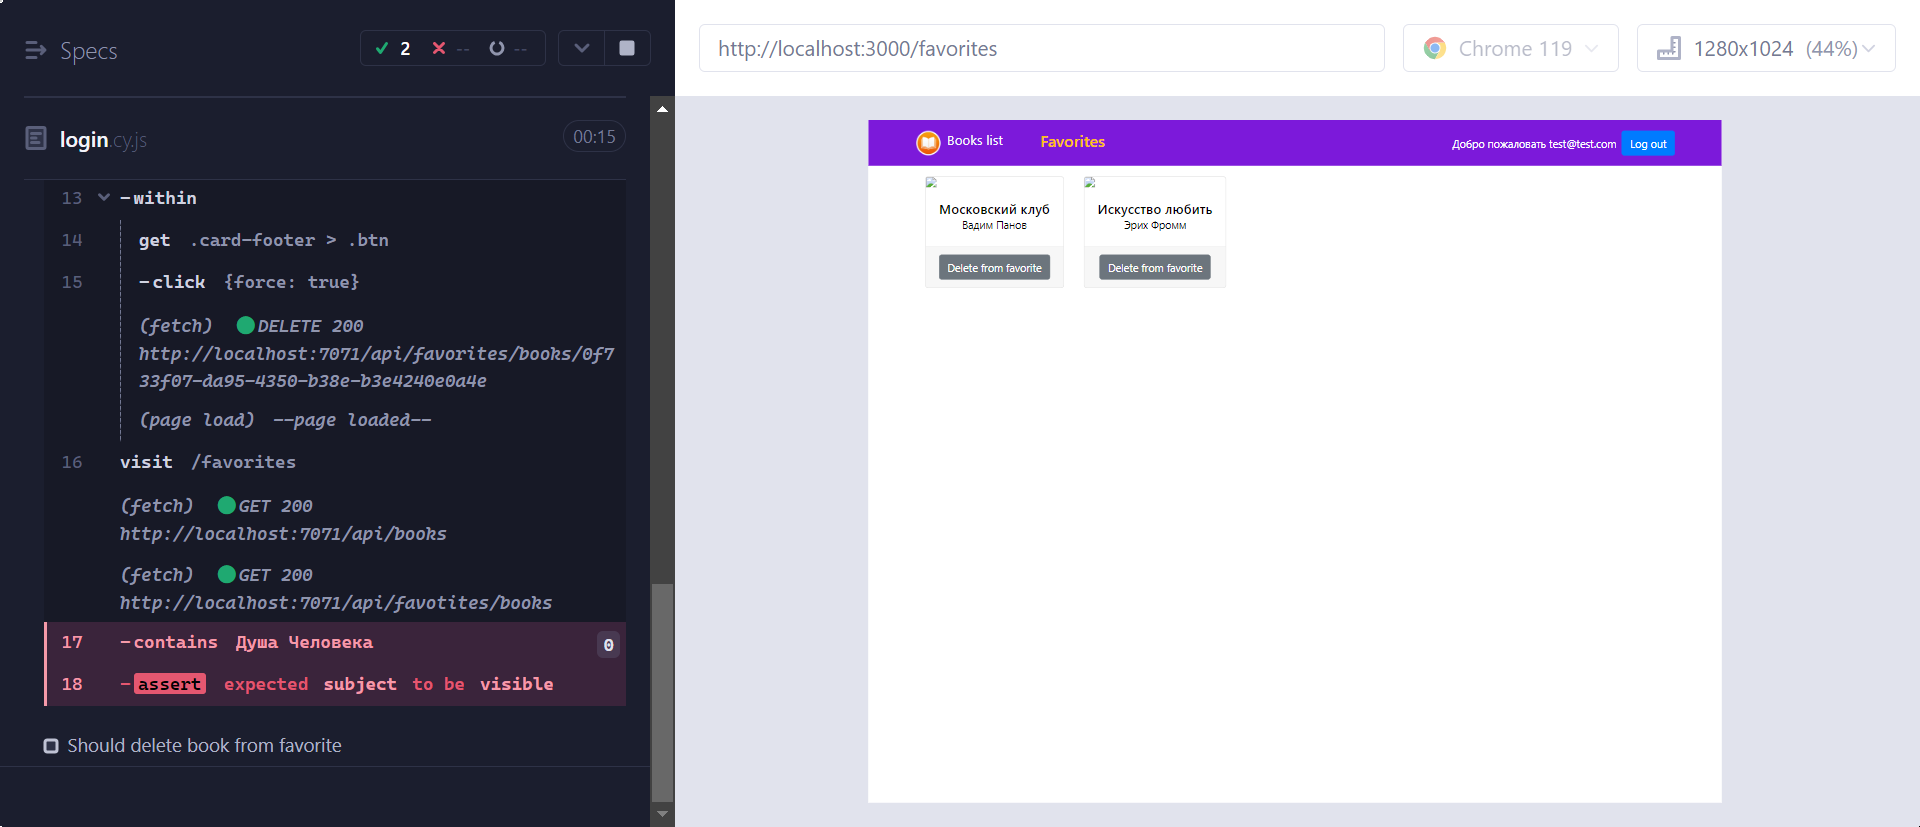 Specs
2
--
--
login.cy.js
00:15
13 -within
14 get .card-footer > .btn
15 -click {force: true}
(fetch) DELETE 200
http://localhost:7071/api/favorites/books/0f7
33f07-da95-4350-b38e-b3e4240e0a4e
(page load) --page loaded--
16 visit /favorites
(fetch) GET 200
http://localhost:7071/api/books
(fetch) GET 200
http://localhost:7071/api/favotites/books
17 -contains Душа Человека 0
18 -assert expected subject to be visible
Should delete book from favorite
http://localhost:3000/favorites
Chrome 119
1280x1024 (44%)
Books list
Favorites
Добро пожаловать test@test.com
Log out
Московский клуб
Вадим Панов
Delete from favorite
Искусство любить
Эрих Фромм
Delete from favorite